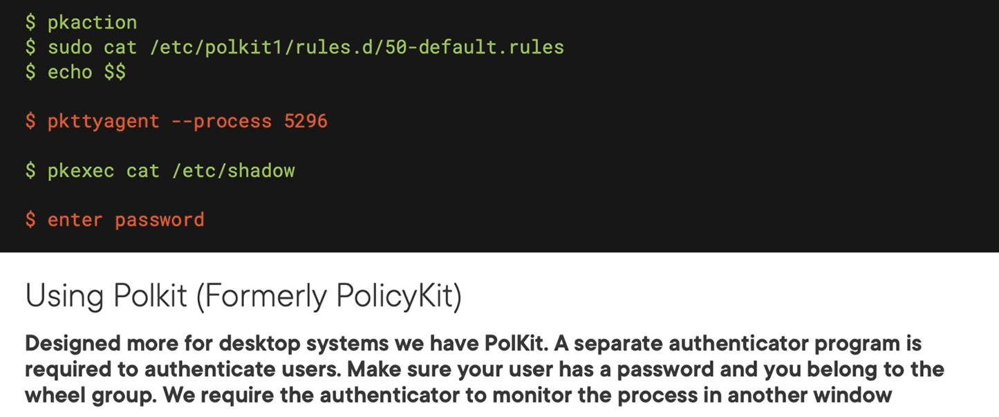 $ pkaction
$ sudo cat /etc/polkit1/rules.d/50-default.rules
$ echo $$
$ pkttyagent --process 5296
$ pkexec cat /etc/shadow
$ enter password
Using Polkit (Formerly PolicyKit)
Designed more for desktop systems we have PolKit. A separate authenticator program is
required to authenticate users. Make sure your user has a password and you belong to the
wheel group. We require the authenticator to monitor the process in another window